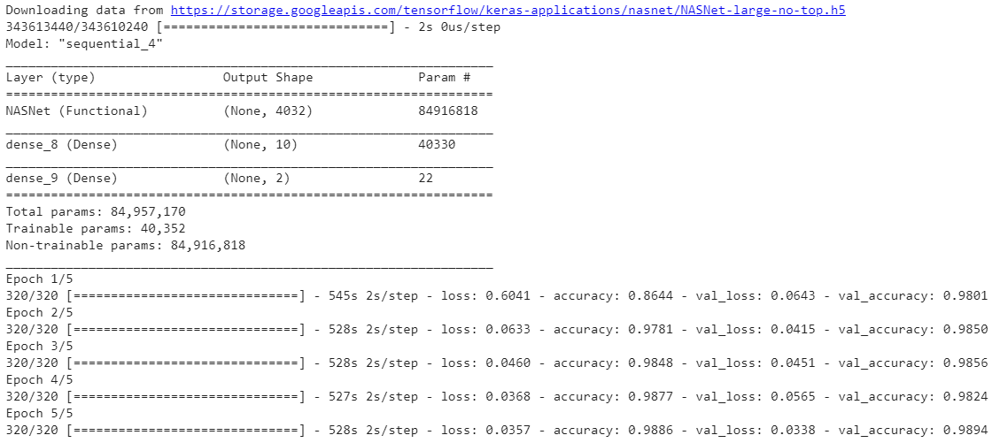 Downloading data from https://storage.googleapis.com/tensorflow/keras-applications/nasnet/NASNet-large-no-top.h5
343613440/343610240 [==============================] - 2s 0us/step
Model: "sequential_4"
_________________________________________________________________
Layer (type)                 Output Shape              Param #
=================================================================
NASNet (Functional)          (None, 4032)              84916818
_________________________________________________________________
dense_8 (Dense)              (None, 10)                40330
_________________________________________________________________
dense_9 (Dense)              (None, 2)                 22
=================================================================
Total params: 84,957,170
Trainable params: 40,352
Non-trainable params: 84,916,818
_________________________________________________________________
Epoch 1/5
320/320 [==============================] - 545s 2s/step - loss: 0.6041 - accuracy: 0.8644 - val_loss: 0.0643 - val_accuracy: 0.9801
Epoch 2/5
320/320 [==============================] - 528s 2s/step - loss: 0.0633 - accuracy: 0.9781 - val_loss: 0.0415 - val_accuracy: 0.9850
Epoch 3/5
320/320 [==============================] - 528s 2s/step - loss: 0.0460 - accuracy: 0.9848 - val_loss: 0.0451 - val_accuracy: 0.9856
Epoch 4/5
320/320 [==============================] - 527s 2s/step - loss: 0.0368 - accuracy: 0.9877 - val_loss: 0.0565 - val_accuracy: 0.9824
Epoch 5/5
320/320 [==============================] - 528s 2s/step - loss: 0.0357 - accuracy: 0.9886 - val_loss: 0.0338 - val_accuracy: 0.9894